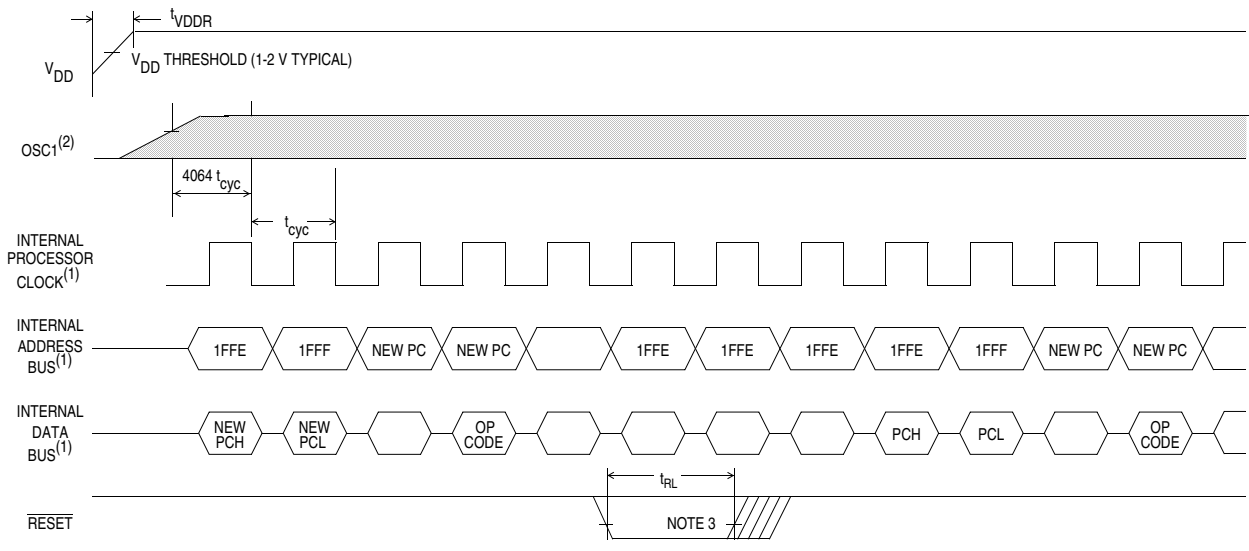 tVDDR
VDD THRESHOLD (1-2 V TYPICAL)
VDD
OSC1(2)
4064 tcyc
tcyc
INTERNAL
PROCESSOR
CLOCK(1)
INTERNAL
ADDRESS
BUS(1)
1FFE 1FFF NEW PC NEW PC 1FFE 1FFE 1FFE 1FFE 1FFF NEW PC NEW PC
INTERNAL
DATA
BUS(1)
NEW PCH NEW PCL OP CODE PCH PCL OP CODE
tRL
RESET
NOTE 3